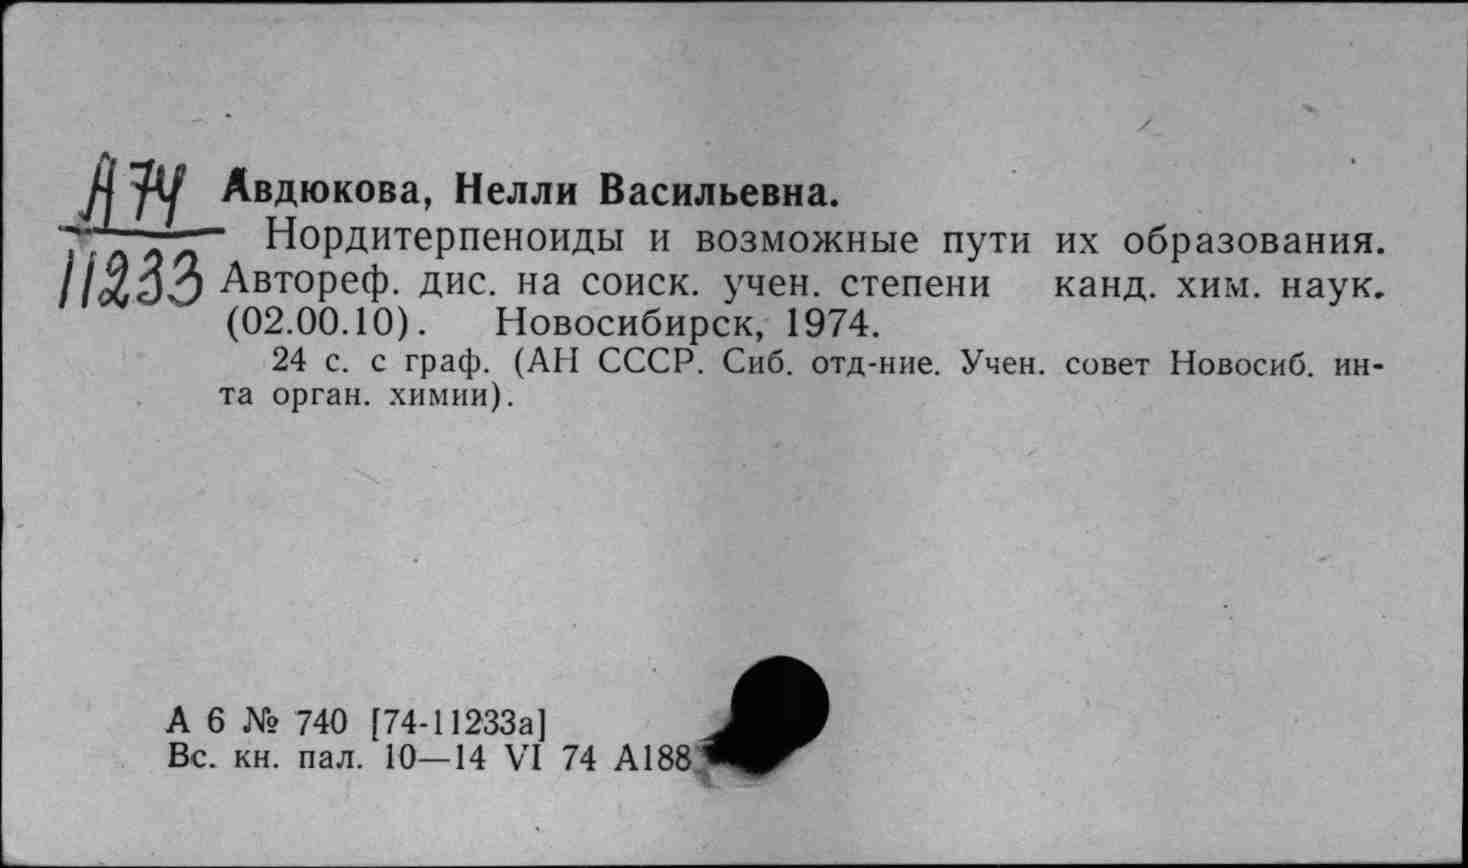 А74
11233
Авдюкова, Нелли Васильевна.
Нордитерпеноиды и возможные пути их образования.
Автореф. дис. на соиск. учен. степени канд. хим. наук.
(02.00.10). Новосибирск, 1974.
24 с. с граф. (АН СССР. Сиб. отд-ние. Учен. совет Новосиб. ин-
та орган. химии).
А 6 № 740 [74-11233а]
Вс. кн. пал. 10—14 VI 74 А188